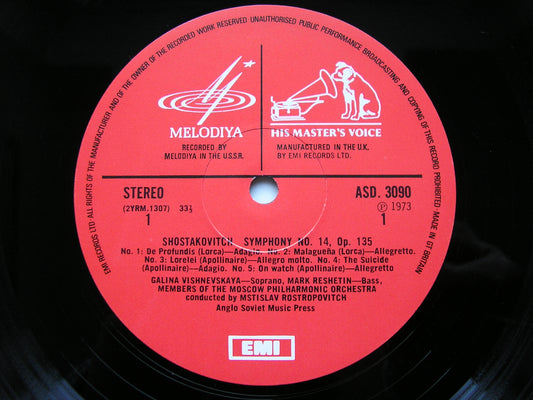 EMI RECORDS LTD ALL RIGHTS OF THE MANUFACTURER AND OF THE OWNER OF THE RECORDED WORK RESERVED UNAUTHORISED PUBLIC PERFORMANCE BROADCASTING AND COPYING OF THIS RECORD PROHIBITED MADE IN GT BRITAIN
MELODIYA HIS MASTER'S VOICE
RECORDED BY MANUFACTURED IN THE U.K.
MELODIYA IN THE U.S.S.R. BY EMI RECORDS LTD.
STEREO ASD. 3090
(2YRM.1307) 33⅓ ℗ 1973
1 1
SHOSTAKOVITCH SYMPHONY NO. 14, Op. 135
No. 1: De Profundis (Lorca)—Adagio. No. 2: Malagueña (Lorca)—Allegretto.
No. 3: Lorelei (Apollinaire)—Allegro molto. No. 4: The Suicide
(Apollinaire)—Adagio. No. 5: On watch (Apollinaire)—Allegretto
GALINA VISHNEVSKAYA—Soprano, MARK RESHETIN—Bass,
MEMBERS OF THE MOSCOW PHILHARMONIC ORCHESTRA
conducted by MSTISLAV ROSTROPOVITCH
Anglo Soviet Music Press
EMI